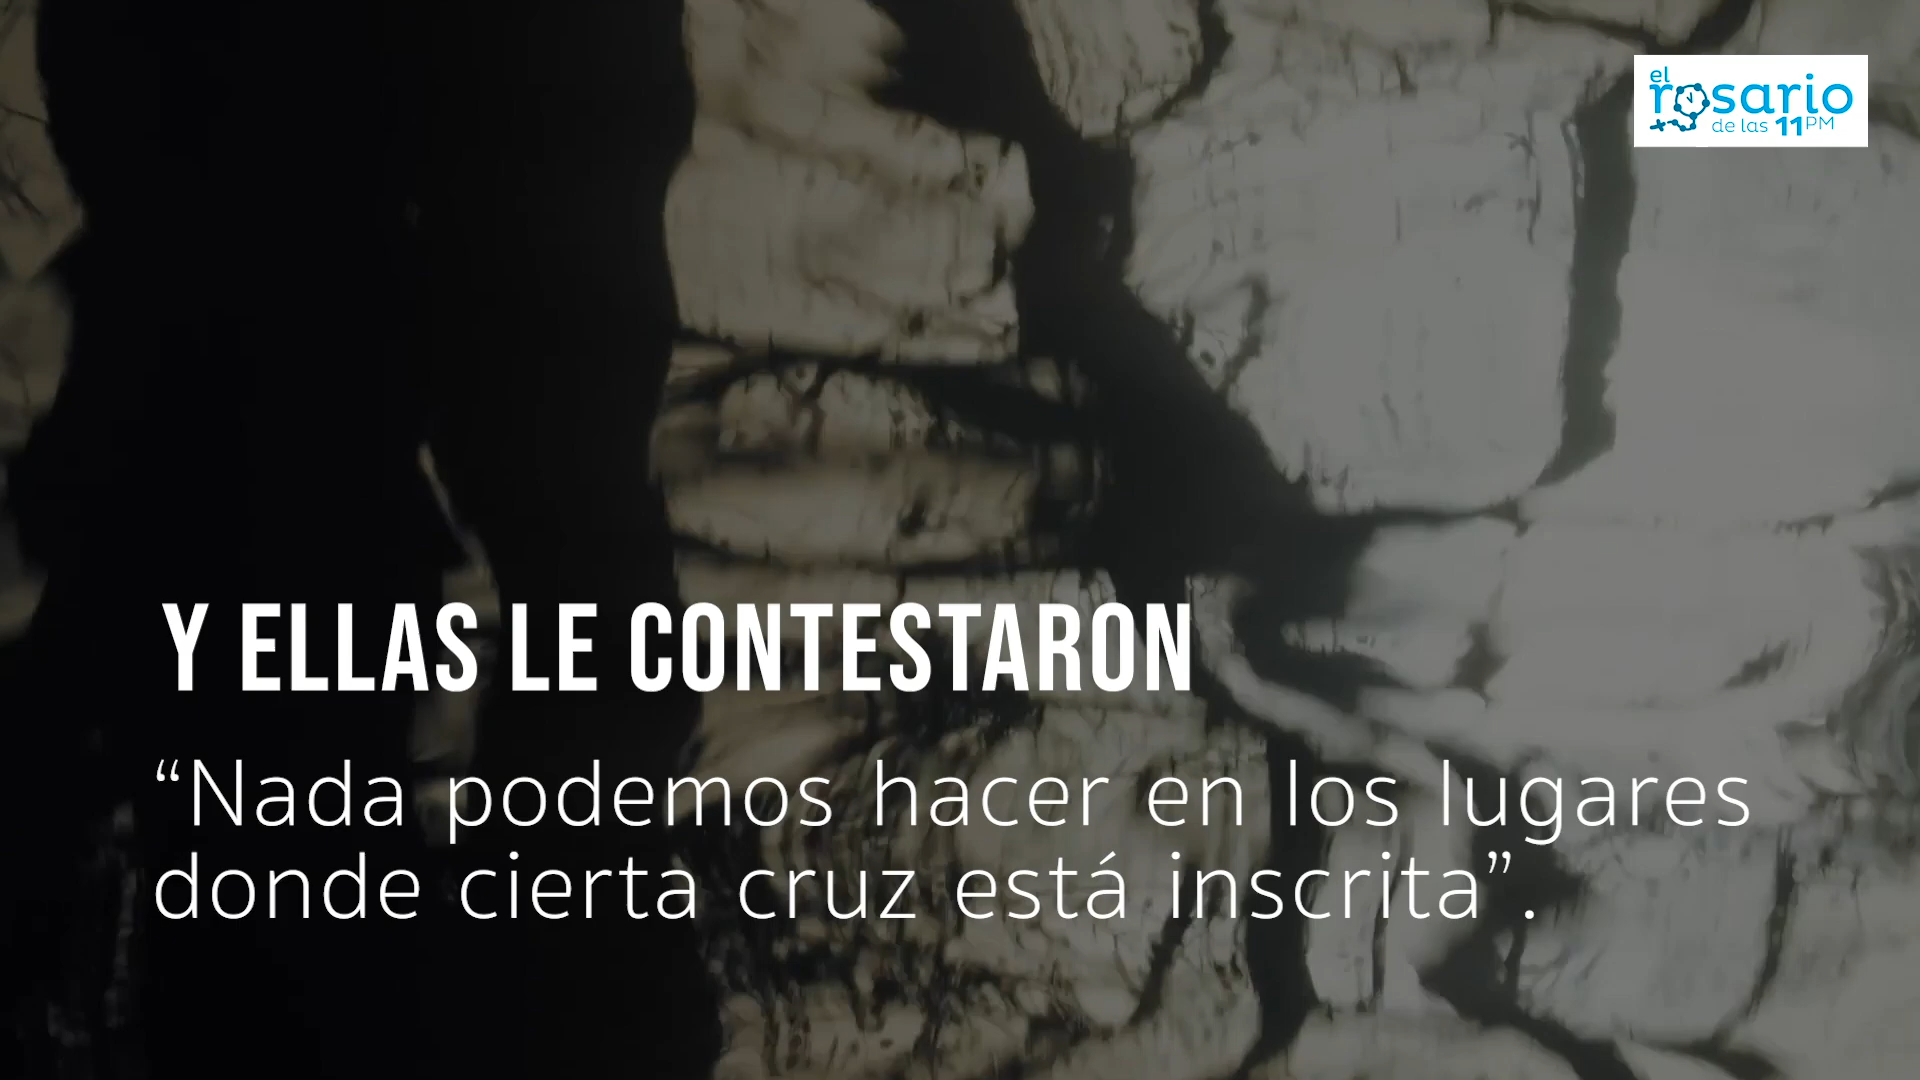 el
rosario
de las 11PM
Y ELLAS LE CONTESTARON
“Nada podemos hacer en los lugares
donde cierta cruz está inscrita”.